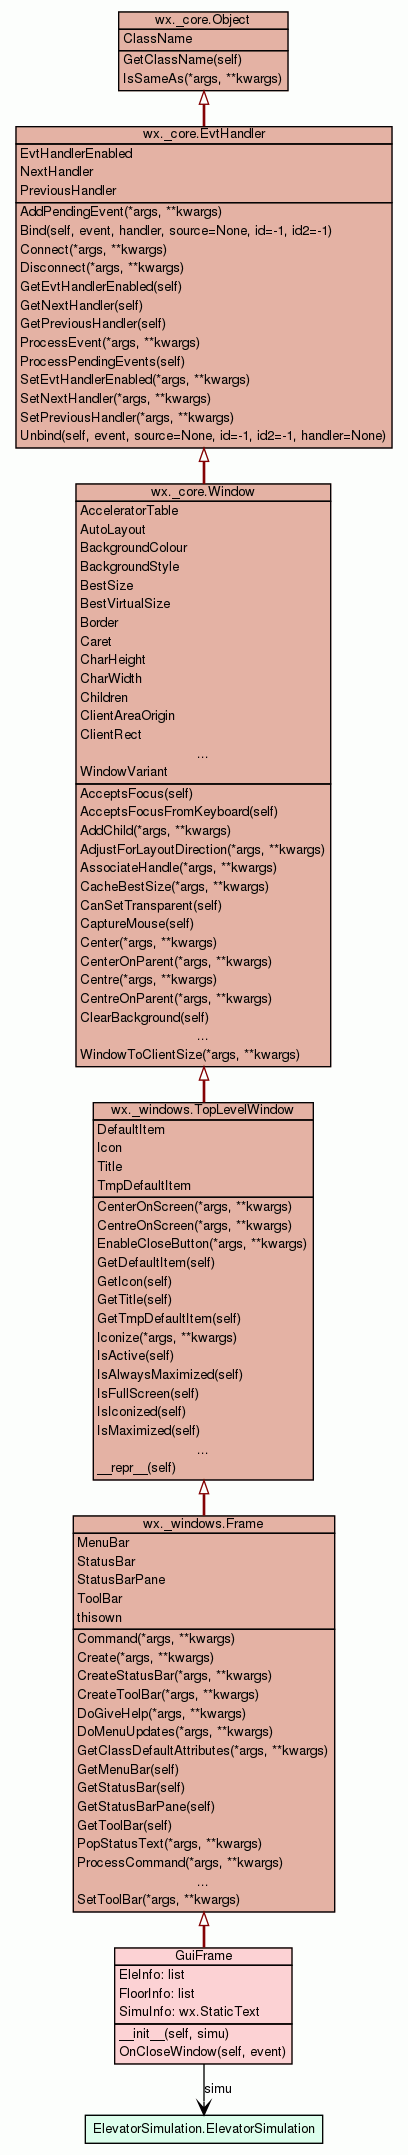 wx._core.Object
ClassName
GetClassName(self)
IsSameAs(*args, **kwargs)
wx._core.EvtHandler
EvtHandlerEnabled
NextHandler
PreviousHandler
AddPendingEvent(*args, **kwargs)
Bind(self, event, handler, source=None, id=-1, id2=-1)
Connect(*args, **kwargs)
Disconnect(*args, **kwargs)
GetEvtHandlerEnabled(self)
GetNextHandler(self)
GetPreviousHandler(self)
ProcessEvent(*args, **kwargs)
ProcessPendingEvents(self)
SetEvtHandlerEnabled(*args, **kwargs)
SetNextHandler(*args, **kwargs)
SetPreviousHandler(*args, **kwargs)
Unbind(self, event, source=None, id=-1, id2=-1, handler=None)
wx._core.Window
AcceleratorTable
AutoLayout
BackgroundColour
BackgroundStyle
BestSize
BestVirtualSize
Border
Caret
CharHeight
CharWidth
Children
ClientAreaOrigin
ClientRect
...
WindowVariant
AcceptsFocus(self)
AcceptsFocusFromKeyboard(self)
AddChild(*args, **kwargs)
AdjustForLayoutDirection(*args, **kwargs)
AssociateHandle(*args, **kwargs)
CacheBestSize(*args, **kwargs)
CanSetTransparent(self)
CaptureMouse(self)
Center(*args, **kwargs)
CenterOnParent(*args, **kwargs)
Centre(*args, **kwargs)
CentreOnParent(*args, **kwargs)
ClearBackground(self)
...
WindowToClientSize(*args, **kwargs)
wx._windows.TopLevelWindow
DefaultItem
Icon
Title
TmpDefaultItem
CenterOnScreen(*args, **kwargs)
CentreOnScreen(*args, **kwargs)
EnableCloseButton(*args, **kwargs)
GetDefaultItem(self)
GetIcon(self)
GetTitle(self)
GetTmpDefaultItem(self)
Iconize(*args, **kwargs)
IsActive(self)
IsAlwaysMaximized(self)
IsFullScreen(self)
IsIconized(self)
IsMaximized(self)
...
__repr__(self)
wx._windows.Frame
MenuBar
StatusBar
StatusBarPane
ToolBar
thisown
Command(*args, **kwargs)
Create(*args, **kwargs)
CreateStatusBar(*args, **kwargs)
CreateToolBar(*args, **kwargs)
DoGiveHelp(*args, **kwargs)
DoMenuUpdates(*args, **kwargs)
GetClassDefaultAttributes(*args, **kwargs)
GetMenuBar(self)
GetStatusBar(self)
GetStatusBarPane(self)
GetToolBar(self)
PopStatusText(*args, **kwargs)
ProcessCommand(*args, **kwargs)
...
SetToolBar(*args, **kwargs)
GuiFrame
EleInfo: list
FloorInfo: list
SimuInfo: wx.StaticText
__init__(self, simu)
OnCloseWindow(self, event)
simu
ElevatorSimulation.ElevatorSimulation